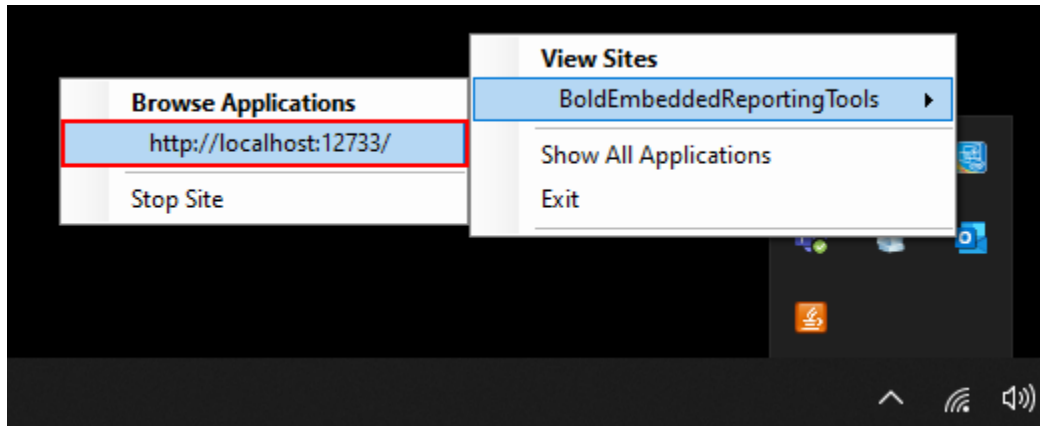 View Sites
BoldEmbeddedReportingTools
Show All Applications
Exit
Browse Applications
http://localhost:12733/
Stop Site